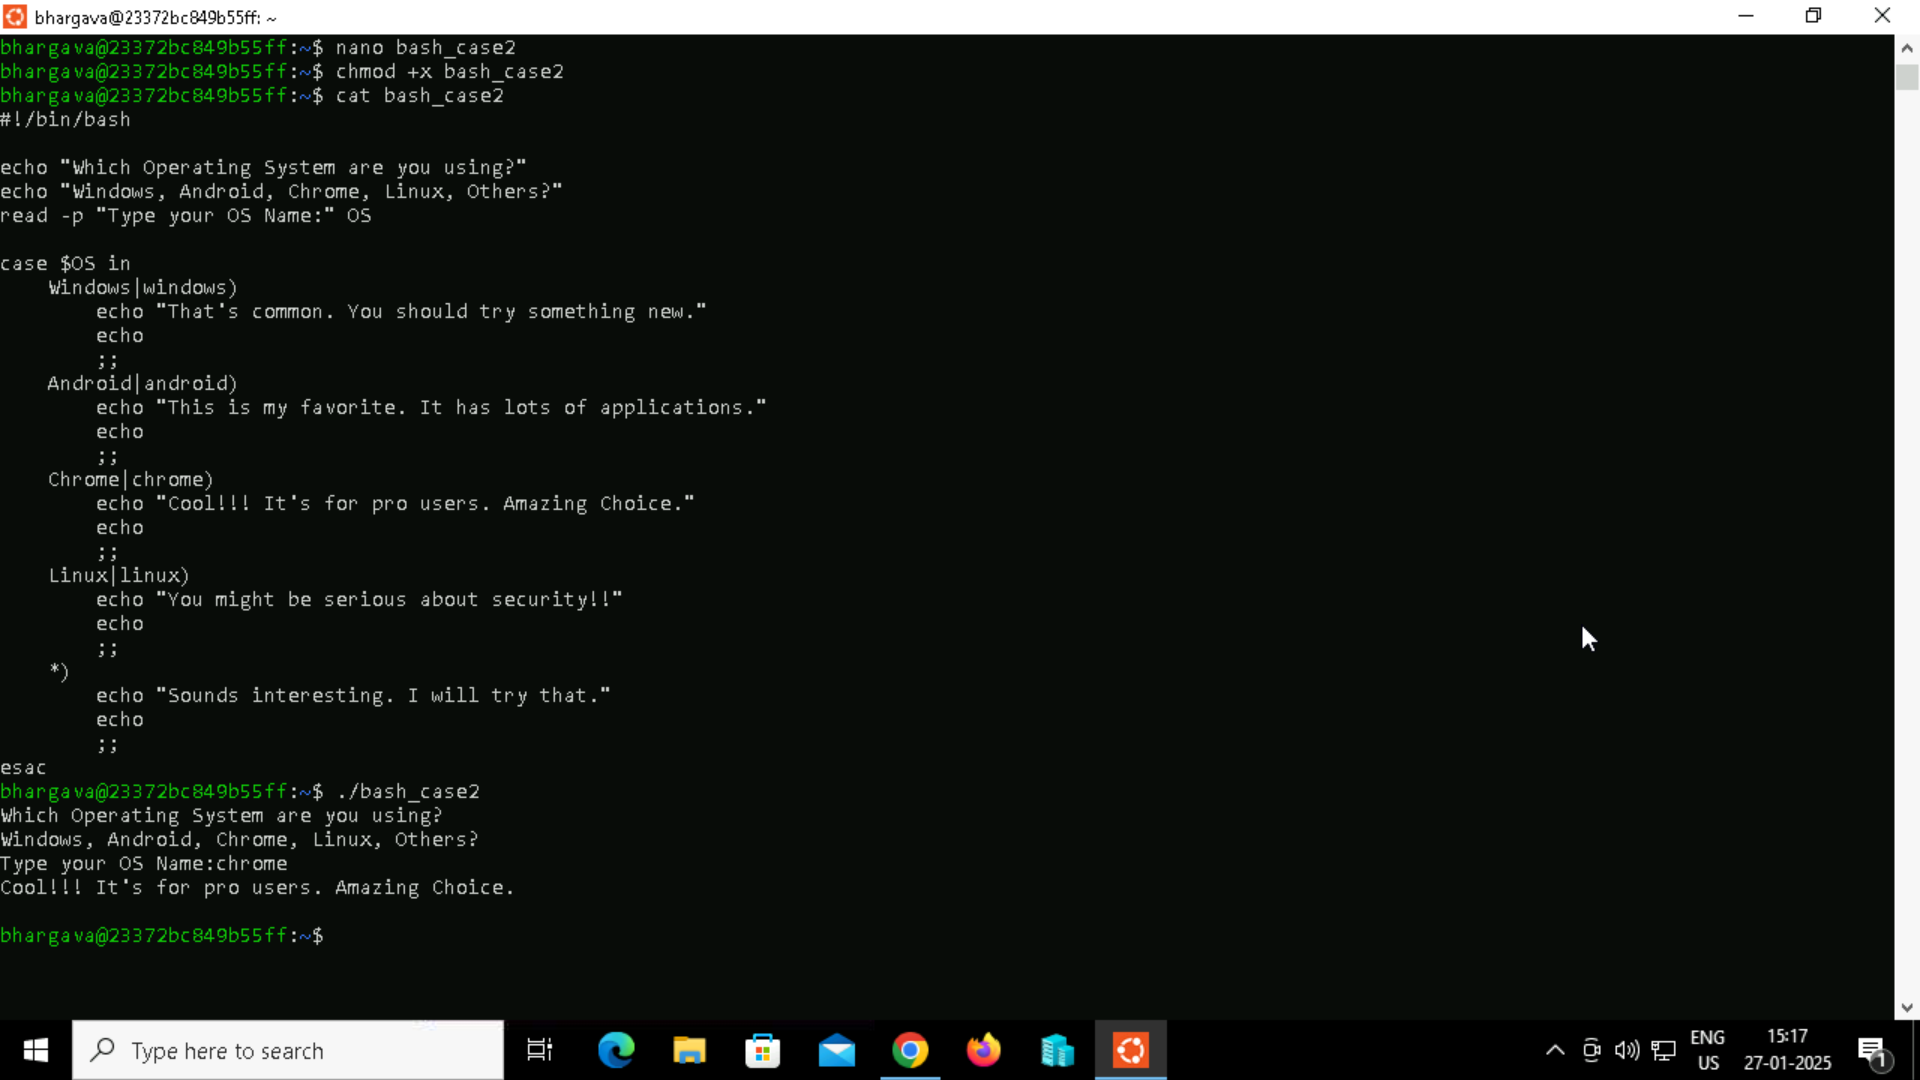 bhargava@23372bc849b55ff: ~
bhargava@23372bc849b55ff:~$ nano bash_case2
bhargava@23372bc849b55ff:~$ chmod +x bash_case2
bhargava@23372bc849b55ff:~$ cat bash_case2
#!/bin/bash

echo "Which Operating System are you using?"
echo "Windows, Android, Chrome, Linux, Others?"
read -p "Type your OS Name:" OS

case $OS in
    Windows|windows)
        echo "That's common. You should try something new."
        echo
        ;;
    Android|android)
        echo "This is my favorite. It has lots of applications."
        echo
        ;;
    Chrome|chrome)
        echo "Cool!!! It's for pro users. Amazing Choice."
        echo
        ;;
    Linux|linux)
        echo "You might be serious about security!!"
        echo
        ;;
    *)
        echo "Sounds interesting. I will try that."
        echo
        ;;
esac
bhargava@23372bc849b55ff:~$ ./bash_case2
Which Operating System are you using?
Windows, Android, Chrome, Linux, Others?
Type your OS Name:chrome
Cool!!! It's for pro users. Amazing Choice.

bhargava@23372bc849b55ff:~$
Type here to search
ENG
US
15:17
27-01-2025
1